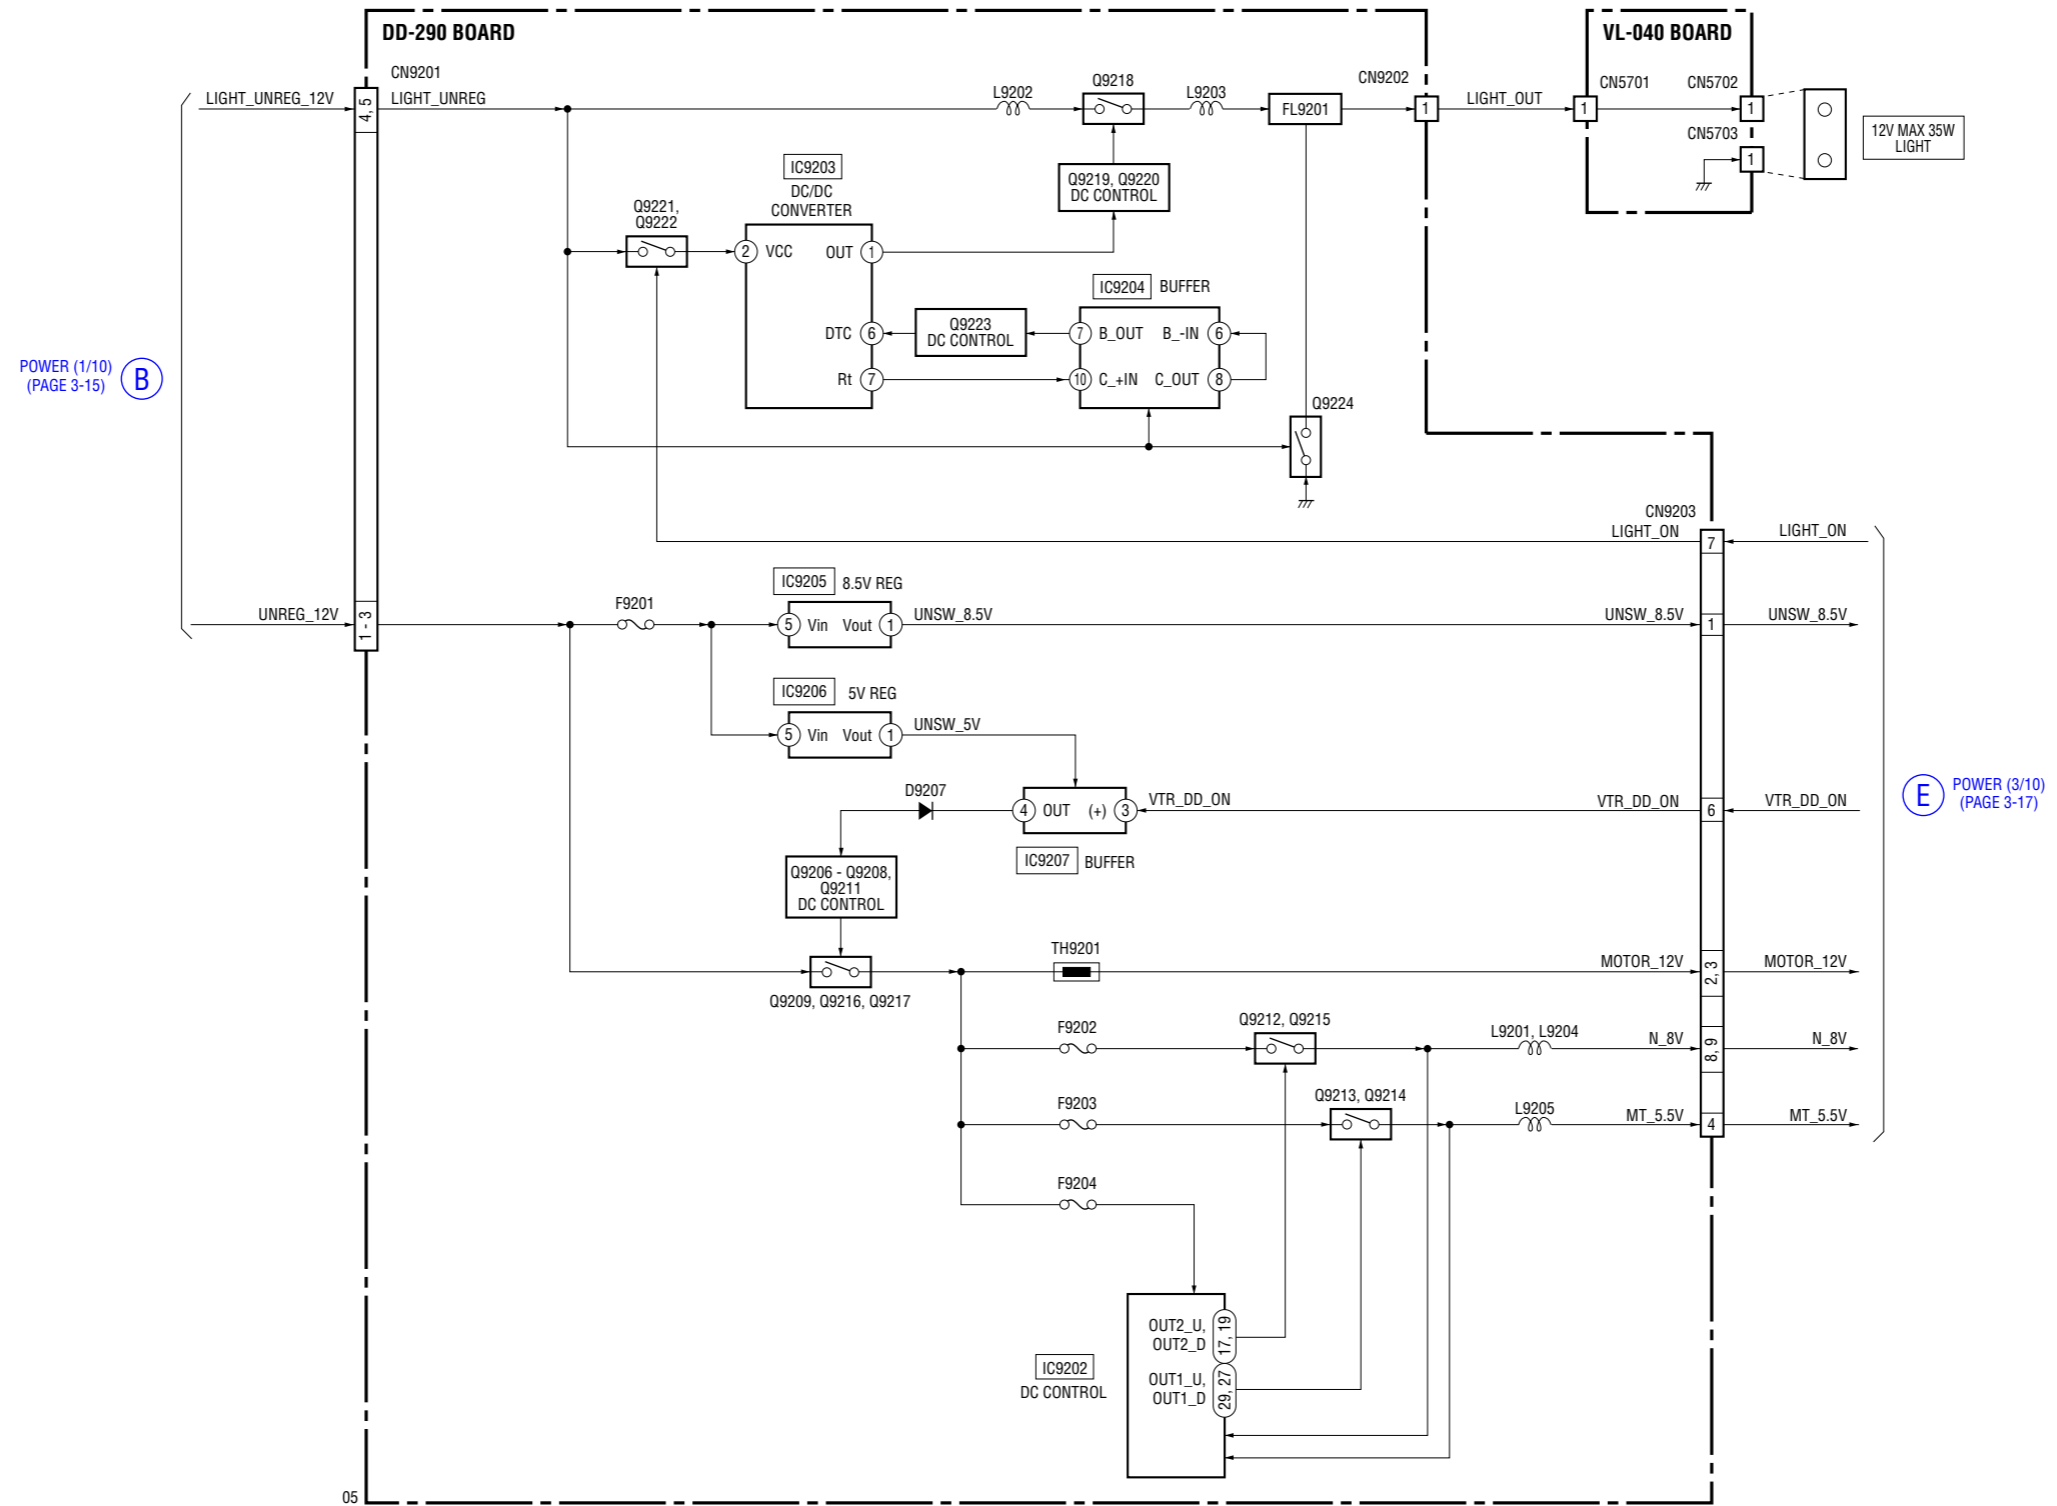 DD-290 BOARD
VL-040 BOARD
CN9201
LIGHT_UNREG_12V
4, 5
LIGHT_UNREG
L9202
Q9218
L9203
FL9201
CN9202
1
LIGHT_OUT
1
CN5701
CN5702
1
CN5703
1
12V MAX 35W
LIGHT
Q9219, Q9220
DC CONTROL
IC9203
DC/DC
CONVERTER
Q9221,
Q9222
2
VCC
OUT
1
DTC
6
Rt
7
Q9223
DC CONTROL
IC9204
BUFFER
7
B_OUT
B_-IN
6
10
C_+IN
C_OUT
8
Q9224
POWER (1/10)
(PAGE 3-15)
B
CN9203
LIGHT_ON
7
LIGHT_ON
UNREG_12V
1 - 3
F9201
IC9205
8.5V REG
5
Vin
Vout
1
UNSW_8.5V
UNSW_8.5V
1
UNSW_8.5V
IC9206
5V REG
5
Vin
Vout
1
UNSW_5V
D9207
4
OUT
(+)
3
VTR_DD_ON
VTR_DD_ON
6
VTR_DD_ON
IC9207
BUFFER
E
POWER (3/10)
(PAGE 3-17)
Q9206 - Q9208,
Q9211
DC CONTROL
Q9209, Q9216, Q9217
TH9201
MOTOR_12V
2, 3
MOTOR_12V
F9202
Q9212, Q9215
L9201, L9204
N_8V
8, 9
N_8V
F9203
Q9213, Q9214
L9205
MT_5.5V
4
MT_5.5V
F9204
OUT2_U,
OUT2_D
17, 19
IC9202
DC CONTROL
OUT1_U,
OUT1_D
29, 27
05